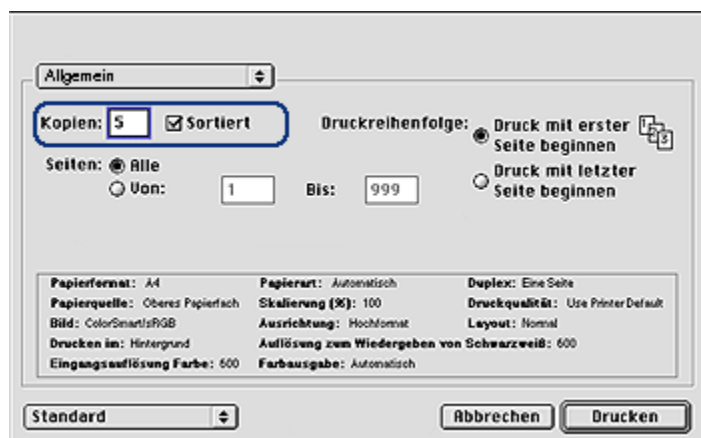 Allgemein
Kopien: 5 Sortiert
Druckreihenfolge: Druck mit erster Seite beginnen
1 3
Druck mit letzter Seite beginnen
Seiten: Alle
Von: 1 Bis: 999
Papierformat: A4 Papierart: Automatisch Duplex: Eine Seite
Papierquelle: Oberes Papierfach Skalierung (%): 100 Druckqualität: Use Printer Default
Bild: ColorSmart/sRGB Ausrichtung: Hochformat Layout: Normal
Drucken im: Hintergrund Auflösung zum Wiedergeben von Schwarzweiß: 600
Eingangsauflösung Farbe: 600 Farbausgabe: Automatisch
Standard Abbrechen Drucken